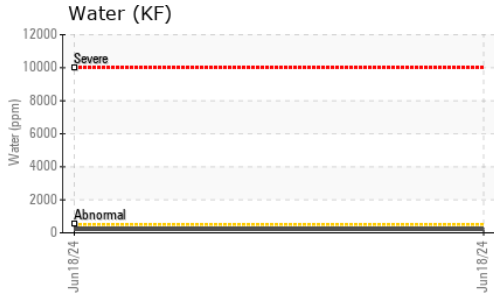 Water (KF)
12000
Severe
10000
8000
Water (ppm)
6000
4000
2000
Abnormal
0
Jun18/24
Jun18/24